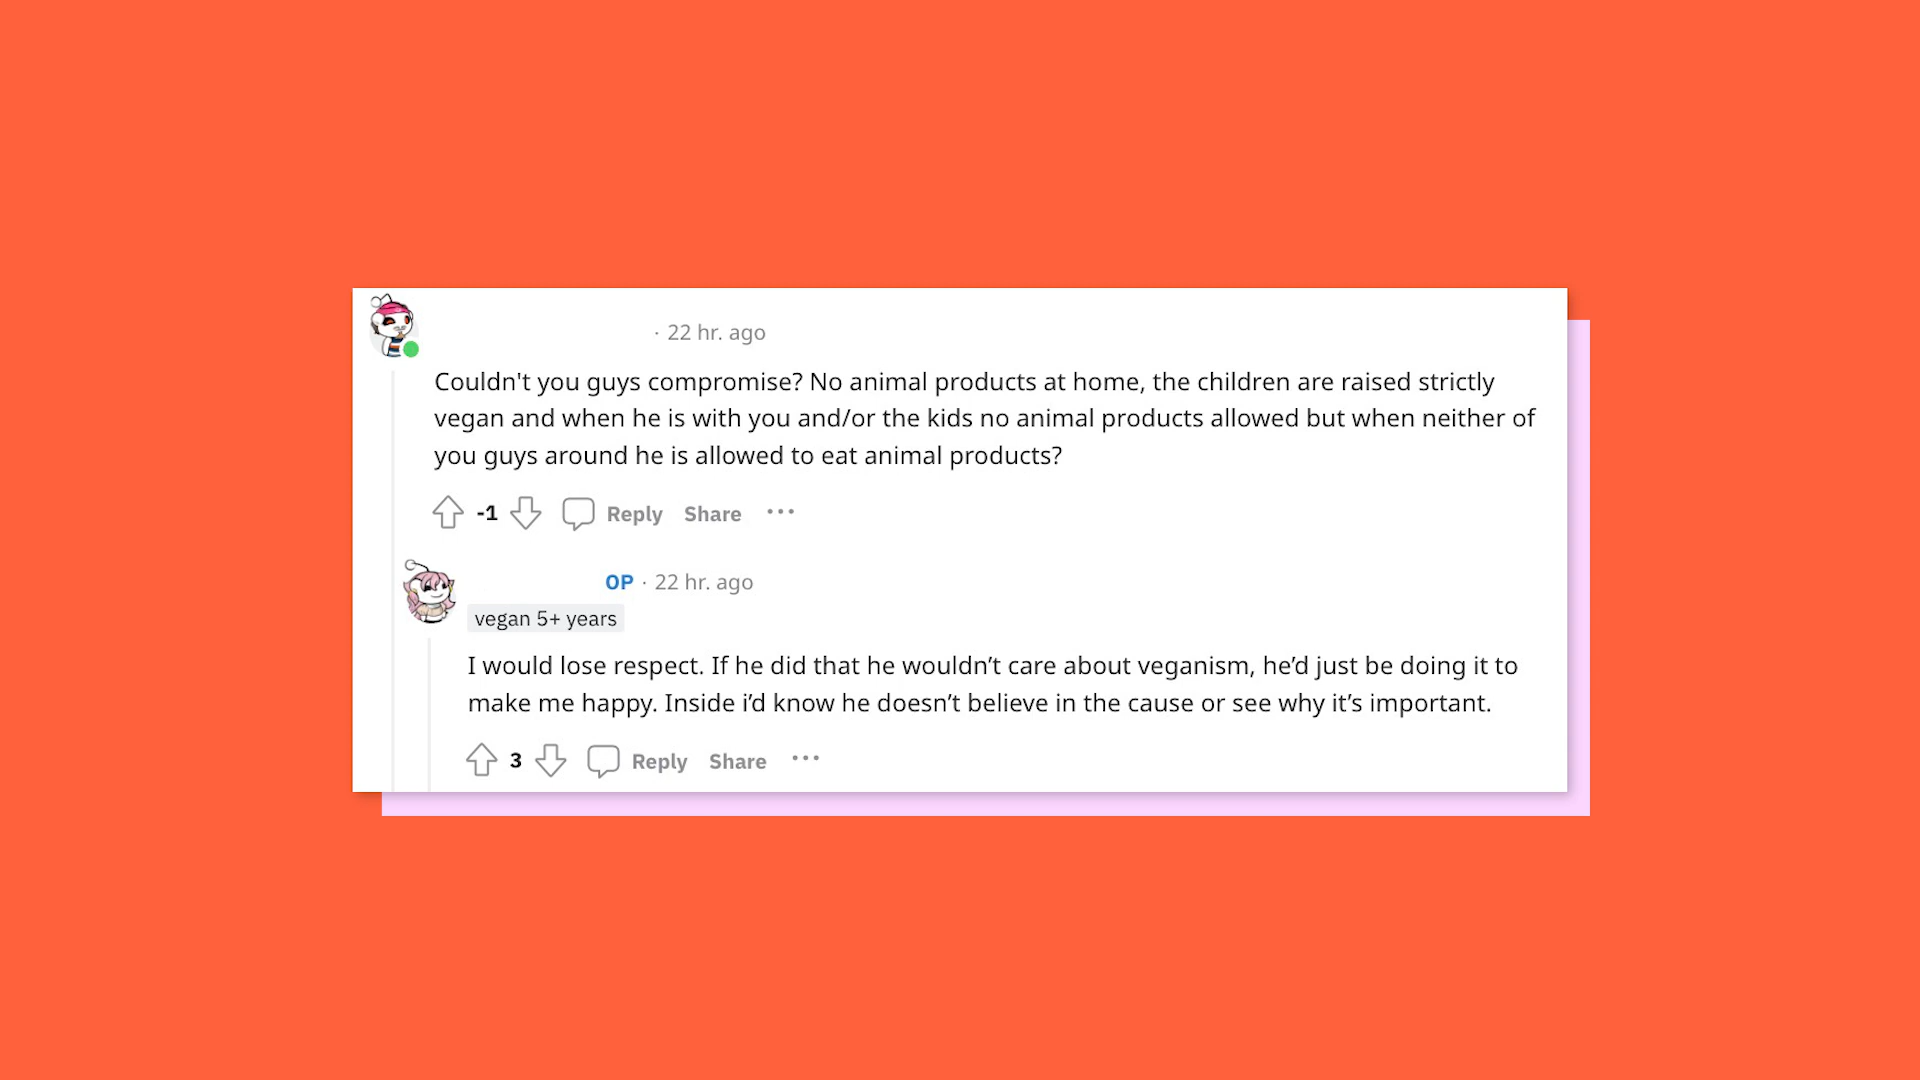 · 22 hr. ago
Couldn't you guys compromise? No animal products at home, the children are raised strictly
vegan and when he is with you and/or the kids no animal products allowed but when neither of
you guys around he is allowed to eat animal products?
-1 Reply Share ···
OP · 22 hr. ago
vegan 5+ years
I would lose respect. If he did that he wouldn’t care about veganism, he’d just be doing it to
make me happy. Inside i’d know he doesn’t believe in the cause or see why it’s important.
3 Reply Share ···